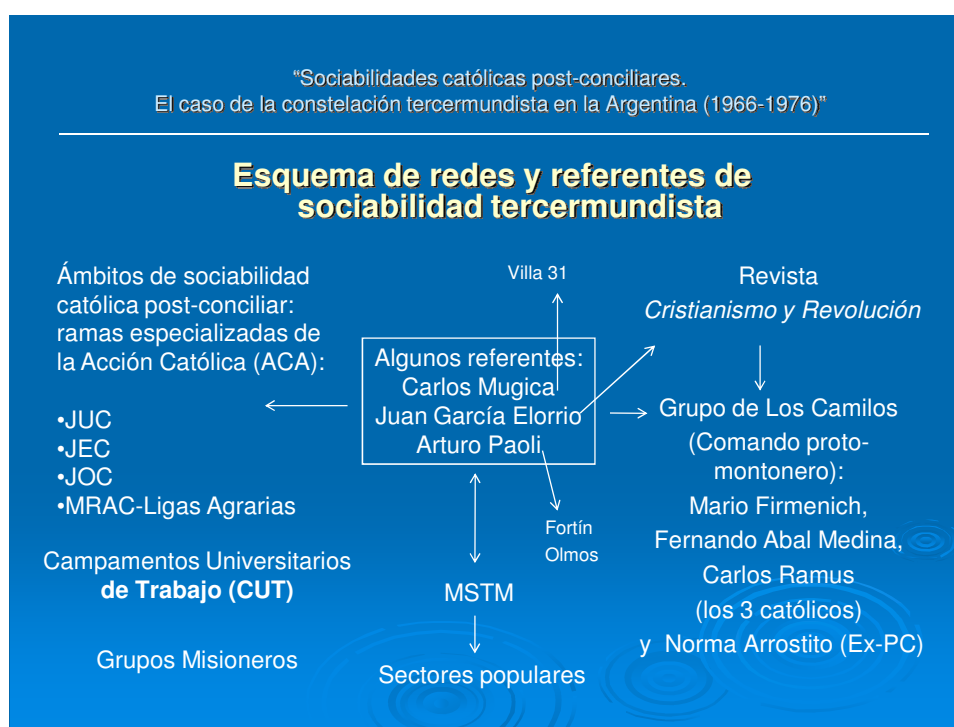 “Sociabilidades católicas post-conciliares.
El caso de la constelación tercermundista en la Argentina (1966-1976)”
Esquema de redes y referentes de
sociabilidad tercermundista
Ámbitos de sociabilidad
católica post-conciliar:
ramas especializadas de
la Acción Católica (ACA):
•JUC
•JEC
•JOC
•MRAC-Ligas Agrarias
Campamentos Universitarios
de Trabajo (CUT)
Grupos Misioneros
Villa 31
Algunos referentes:
Carlos Mugica
Juan García Elorrio
Arturo Paoli
Fortín
Olmos
MSTM
Sectores populares
Revista
Cristianismo y Revolución
Grupo de Los Camilos
(Comando proto-
montonero):
Mario Firmenich,
Fernando Abal Medina,
Carlos Ramus
(los 3 católicos)
y Norma Arrostito (Ex-PC)